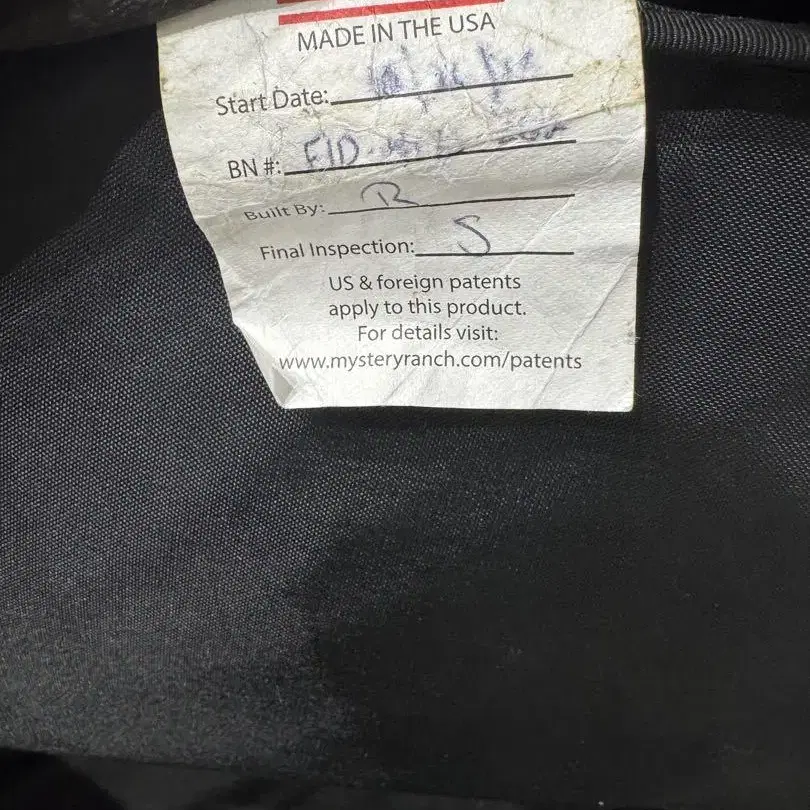 MADE IN THE USA
Start Date:
BN #: EID
Built By: R
Final Inspection: S
US & foreign patents
apply to this product.
For details visit:
www.mysteryranch.com/patents